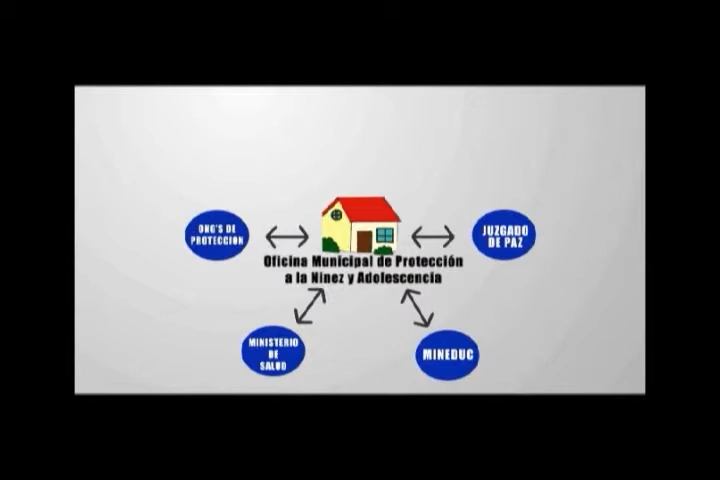 ONG'S DE
PROTECCION
JUZGADO
DE PAZ
Oficina Municipal de Protección
a la Ninez y Adolescencia
MINISTERIO
DE
SALUD
MINEDUC